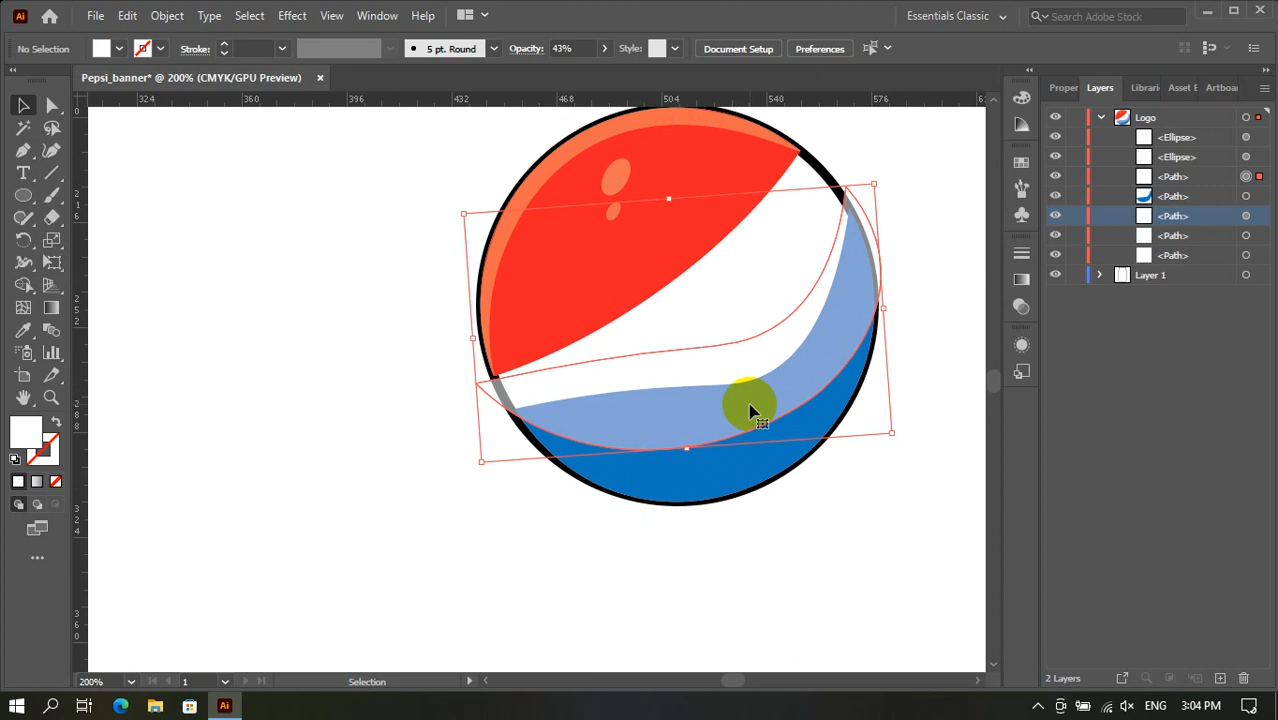 Ai File Edit Object Type Select Effect View Window Help Essentials Classic Search Adobe Stock
No Selection Stroke: 5 pt. Round Opacity: 43% Style: Document Setup Preferences
Pepsi_banner* @ 200% (CMYK/GPU Preview)
Proper Layers Librari Asset E Artboar
324 360 396 432 468 504 540 576
Logo
<Ellipse>
<Ellipse>
<Path>
<Path>
<Path>
<Path>
<Path>
Layer 1
200% 1 Selection
2 Layers
Ai ENG 3:04 PM